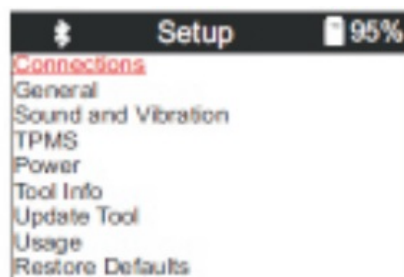 Setup 95%
Connections
General
Sound and Vibration
TPMS
Power
Tool Info
Update Tool
Usage
Restore Defaults